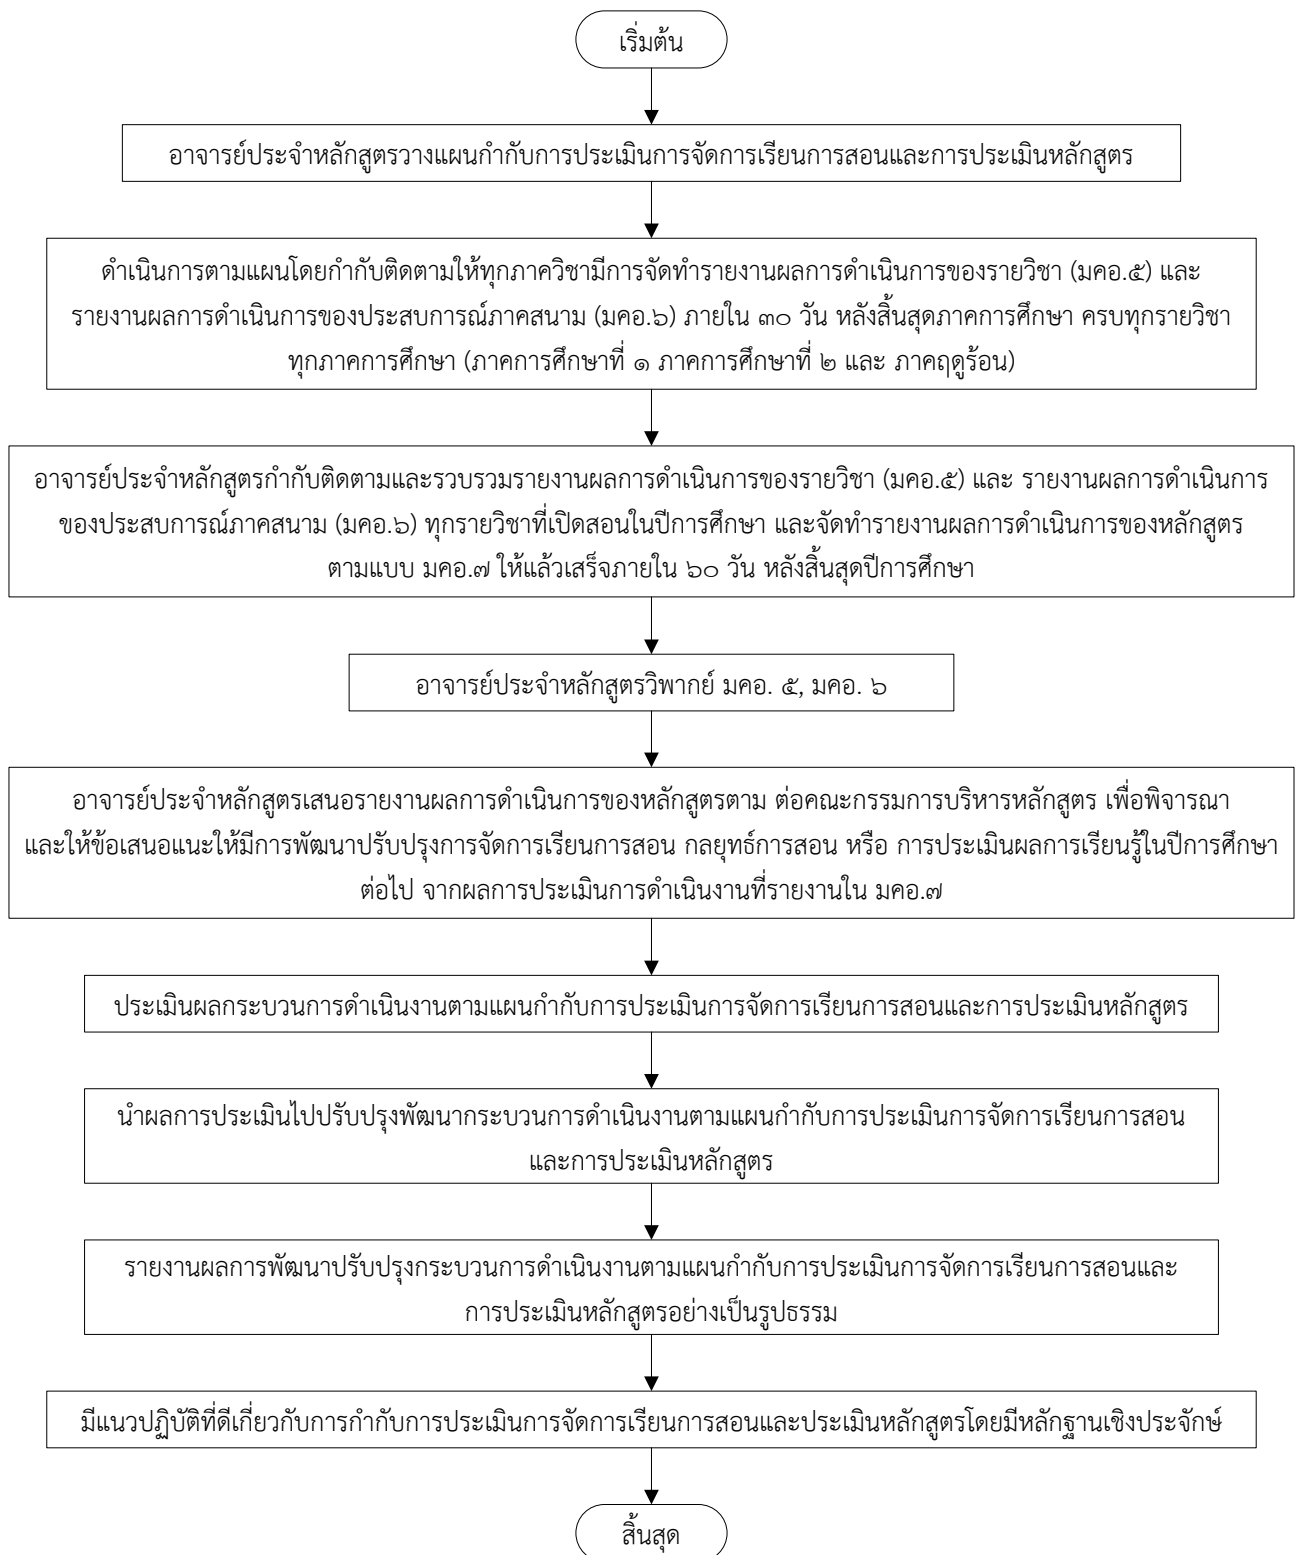 เริ่มต้น
อาจารย์ประจำหลักสูตรวางแผนกำกับการประเมินการจัดการเรียนการสอนและการประเมินหลักสูตร
ดำเนินการตามแผนโดยกำกับติดตามให้ทุกภาควิชามีการจัดทำรายงานผลการดำเนินการของรายวิชา (มคอ.๕) และ
รายงานผลการดำเนินการของประสบการณ์ภาคสนาม (มคอ.๖) ภายใน ๓๐ วัน หลังสิ้นสุดภาคการศึกษา ครบทุกรายวิชา
ทุกภาคการศึกษา (ภาคการศึกษาที่ ๑ ภาคการศึกษาที่ ๒ และ ภาคฤดูร้อน)
อาจารย์ประจำหลักสูตรกำกับติดตามและรวบรวมรายงานผลการดำเนินการของรายวิชา (มคอ.๕) และ รายงานผลการดำเนินการ
ของประสบการณ์ภาคสนาม (มคอ.๖) ทุกรายวิชาที่เปิดสอนในปีการศึกษา และจัดทำรายงานผลการดำเนินการของหลักสูตร
ตามแบบ มคอ.๗ ให้แล้วเสร็จภายใน ๖๐ วัน หลังสิ้นสุดปีการศึกษา
อาจารย์ประจำหลักสูตรวิพากย์ มคอ. ๕, มคอ. ๖
อาจารย์ประจำหลักสูตรเสนอรายงานผลการดำเนินการของหลักสูตรตาม ต่อคณะกรรมการบริหารหลักสูตร เพื่อพิจารณา
และให้ข้อเสนอแนะให้มีการพัฒนาปรับปรุงการจัดการเรียนการสอน กลยุทธ์การสอน หรือ การประเมินผลการเรียนรู้ในปีการศึกษา
ต่อไป จากผลการประเมินการดำเนินงานที่รายงานใน มคอ.๗
ประเมินผลกระบวนการดำเนินงานตามแผนกำกับการประเมินการจัดการเรียนการสอนและการประเมินหลักสูตร
นำผลการประเมินไปปรับปรุงพัฒนากระบวนการดำเนินงานตามแผนกำกับการประเมินการจัดการเรียนการสอน
และการประเมินหลักสูตร
รายงานผลการพัฒนาปรับปรุงกระบวนการดำเนินงานตามแผนกำกับการประเมินการจัดการเรียนการสอนและ
การประเมินหลักสูตรอย่างเป็นรูปธรรม
มีแนวปฏิบัติที่ดีเกี่ยวกับการกำกับการประเมินการจัดการเรียนการสอนและประเมินหลักสูตรโดยมีหลักฐานเชิงประจักษ์
สิ้นสุด